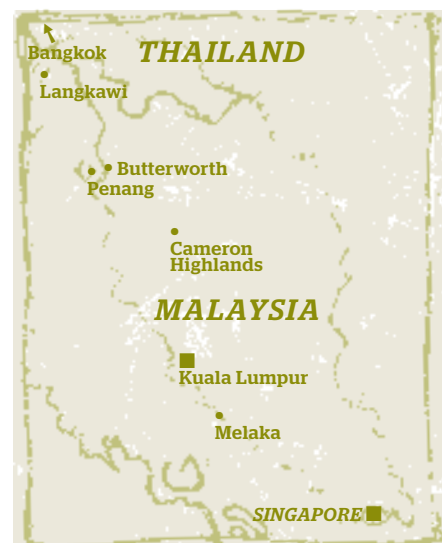 Bangkok
THAILAND
Langkawi
Butterworth
Penang
Cameron
Highlands
MALAYSIA
Kuala Lumpur
Melaka
SINGAPORE